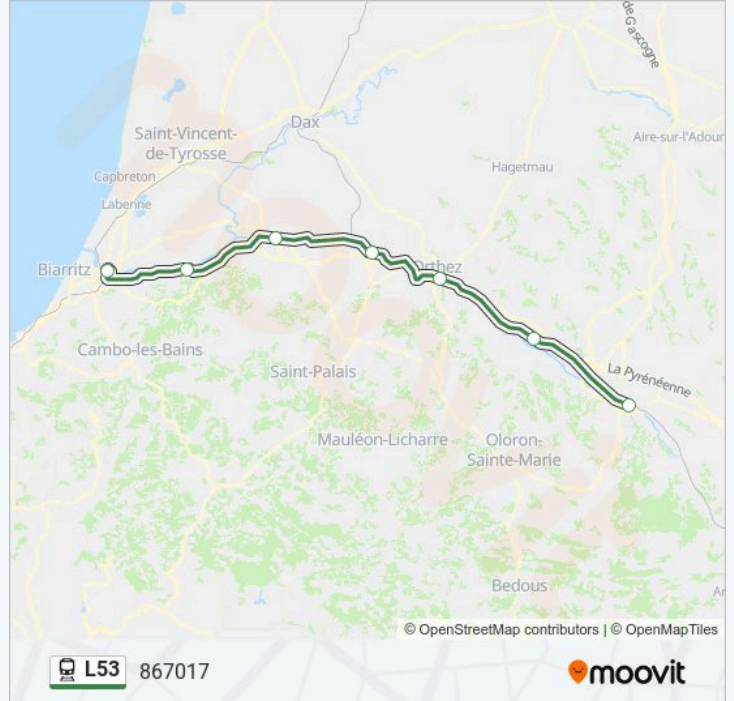 de Gascogne
Dax
Saint-Vincent-
de-Tyrosse
Aire-sur-l'Adour
Hagetmau
Capbreton
Labenne
Biarritz
Orthez
Cambo-les-Bains
La Pyrénéenne
Saint-Palais
Mauléon-Licharre
Oloron-
Sainte-Marie
Bedous
© OpenStreetMap contributors | © OpenMapTiles
L53 867017
moovit